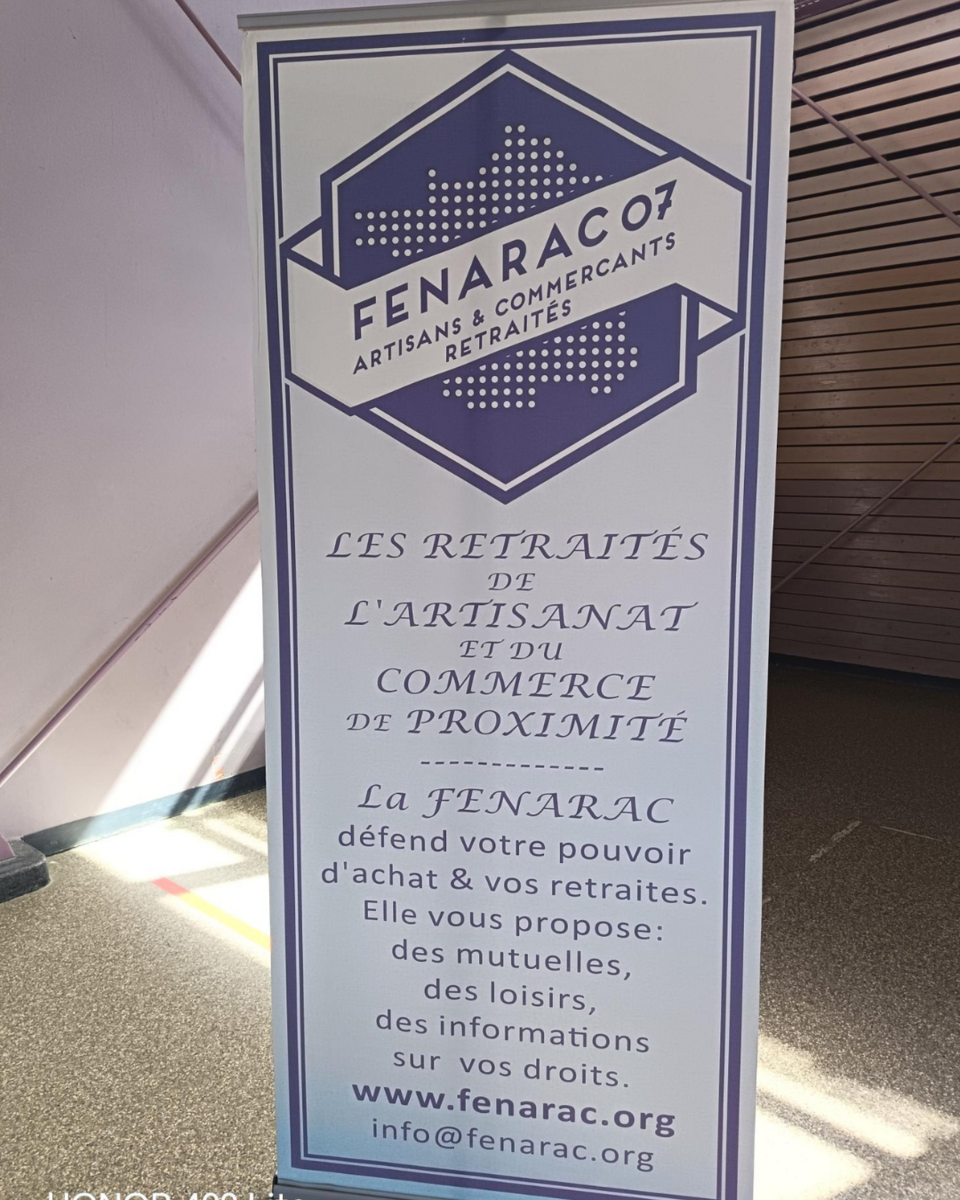 FENARAC 07
ARTISANS & COMMERCANTS
RETRAITÉS
LES RETRAITÉS
DE
L'ARTISANAT
ET DU
COMMERCE
DE PROXIMITÉ
-------------
La FENARAC
défend votre pouvoir
d'achat & vos retraites.
Elle vous propose:
des mutuelles,
des loisirs,
des informations
sur vos droits.
www.fenarac.org
info@fenarac.org